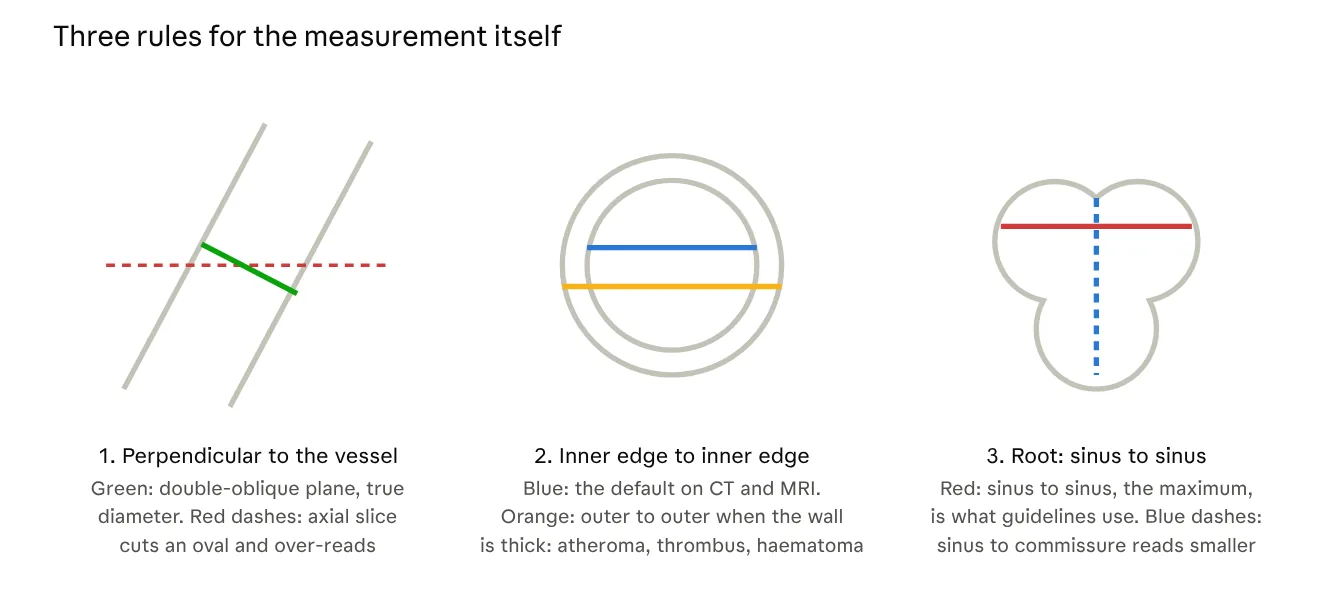 Three rules for the measurement itself
1. Perpendicular to the vessel
Green: double-oblique plane, true
diameter. Red dashes: axial slice
cuts an oval and over-reads
2. Inner edge to inner edge
Blue: the default on CT and MRI.
Orange: outer to outer when the wall
is thick: atheroma, thrombus, haematoma
3. Root: sinus to sinus
Red: sinus to sinus, the maximum,
is what guidelines use. Blue dashes:
sinus to commissure reads smaller